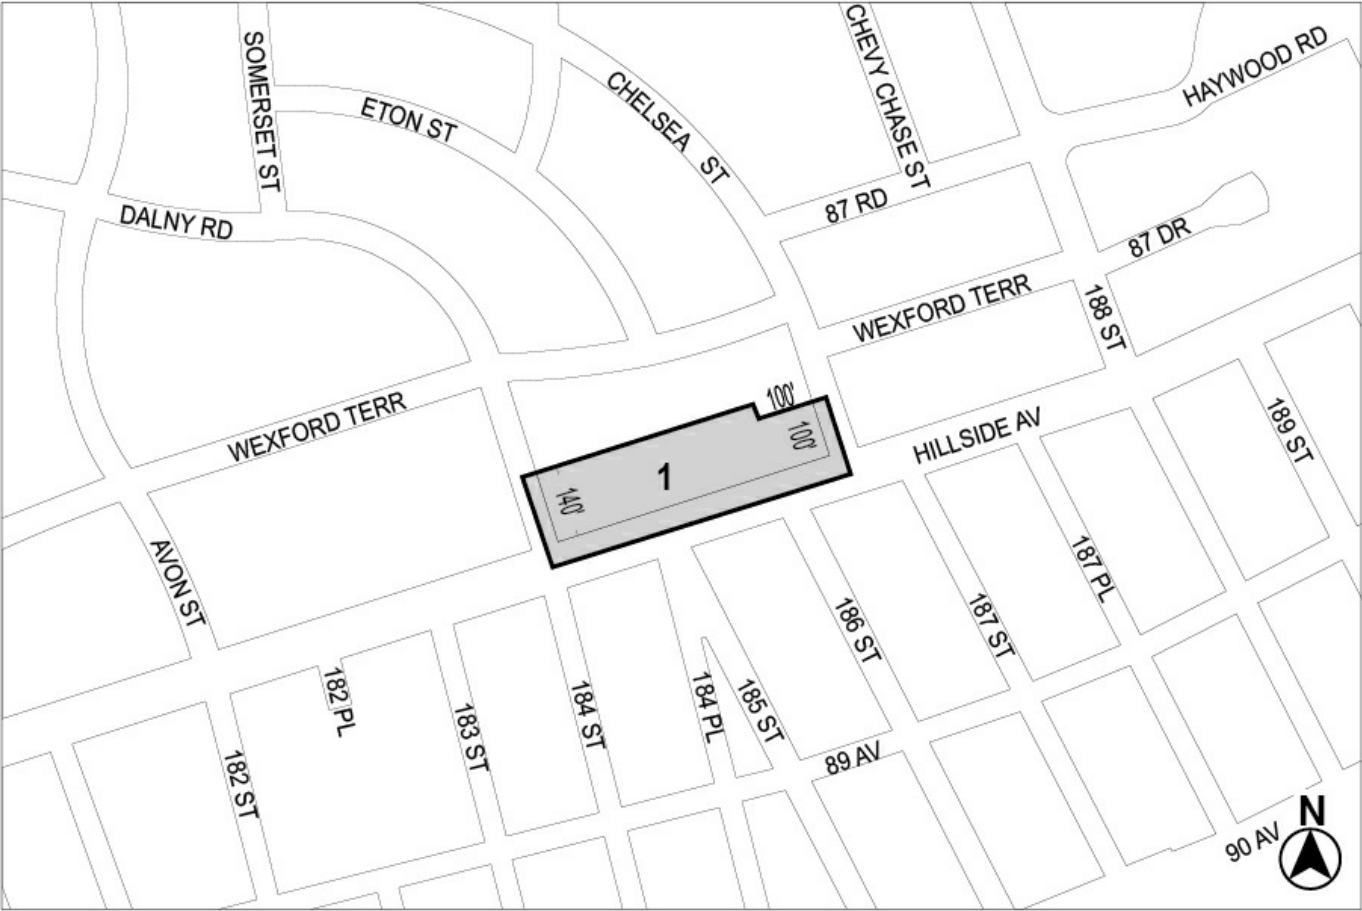 CHEVY CHASE ST
SOMERSET ST
HAYWOOD RD
ETON ST
CHELSEA ST
DALNY RD
87 RD
87 DR
WEXFORD TERR
188 ST
WEXFORD TERR
100'
100'
HILLSIDE AV
189 ST
1
140'
AVON ST
187 PL
186 ST
187 ST
182 PL
183 ST
184 ST
184 PL
185 ST
89 AV
182 ST
N
90 AV